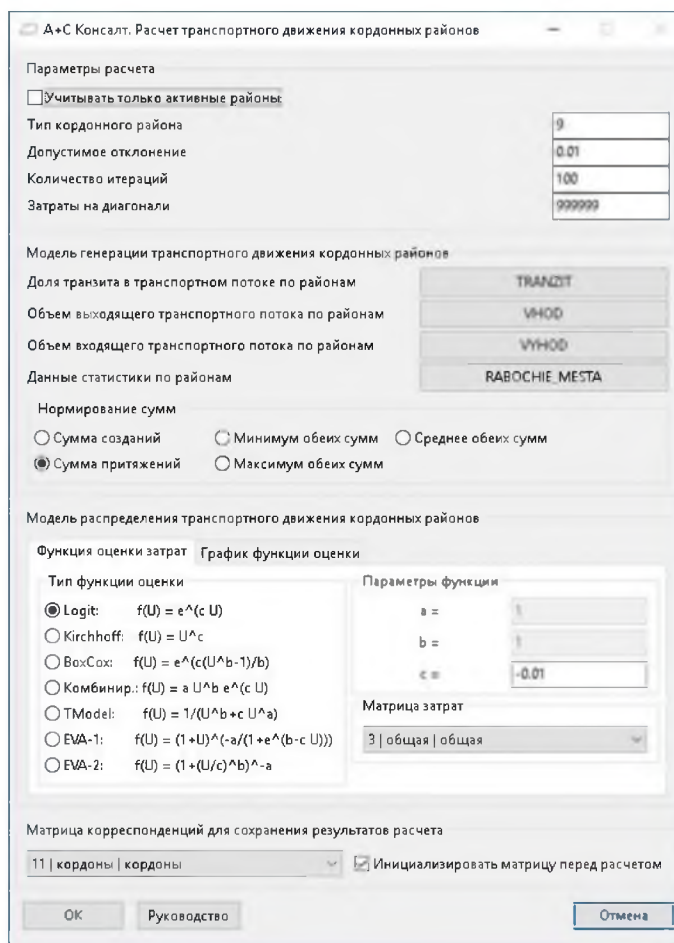 А+С Консалт. Расчет транспортного движения кордонных районов
Параметры расчета
Учитывать только активные районы
Тип кордонного района 9
Допустимое отклонение 0.01
Количество итераций 100
Затраты на диагонали 999999
Модель генерации транспортного движения кордонных районов
Доля транзита в транспортном потоке по районам TRANZIT
Объем выходящего транспортного потока по районам VHOD
Объем входящего транспортного потока по районам VYHOD
Данные статистики по районам RABOCHIE_MESTA
Нормирование сумм
Сумма созданий Минимум обеих сумм Среднее обеих сумм
Сумма притяжений Максимум обеих сумм
Модель распределения транспортного движения кордонных районов
Функция оценки затрат График функции оценки
Тип функции оценки
Logit: f(U) = e^(c U)
Kirchhoff: f(U) = U^c
BoxCox: f(U) = e^(c(U^b-1)/b)
Комбинир.: f(U) = a U^b e^(c U)
TModel: f(U) = 1/(U^b+c U^a)
EVA-1: f(U) = (1+U)^(-a/(1+e^(b-c U)))
EVA-2: f(U) = (1+(U/c)^b)^-a
Параметры функции
a = 1
b = 1
c = -0.01
Матрица затрат
3 | общая | общая
Матрица корреспонденций для сохранения результатов расчета
11 | кордоны | кордоны Инициализировать матрицу перед расчетом
OK Руководство Отмена